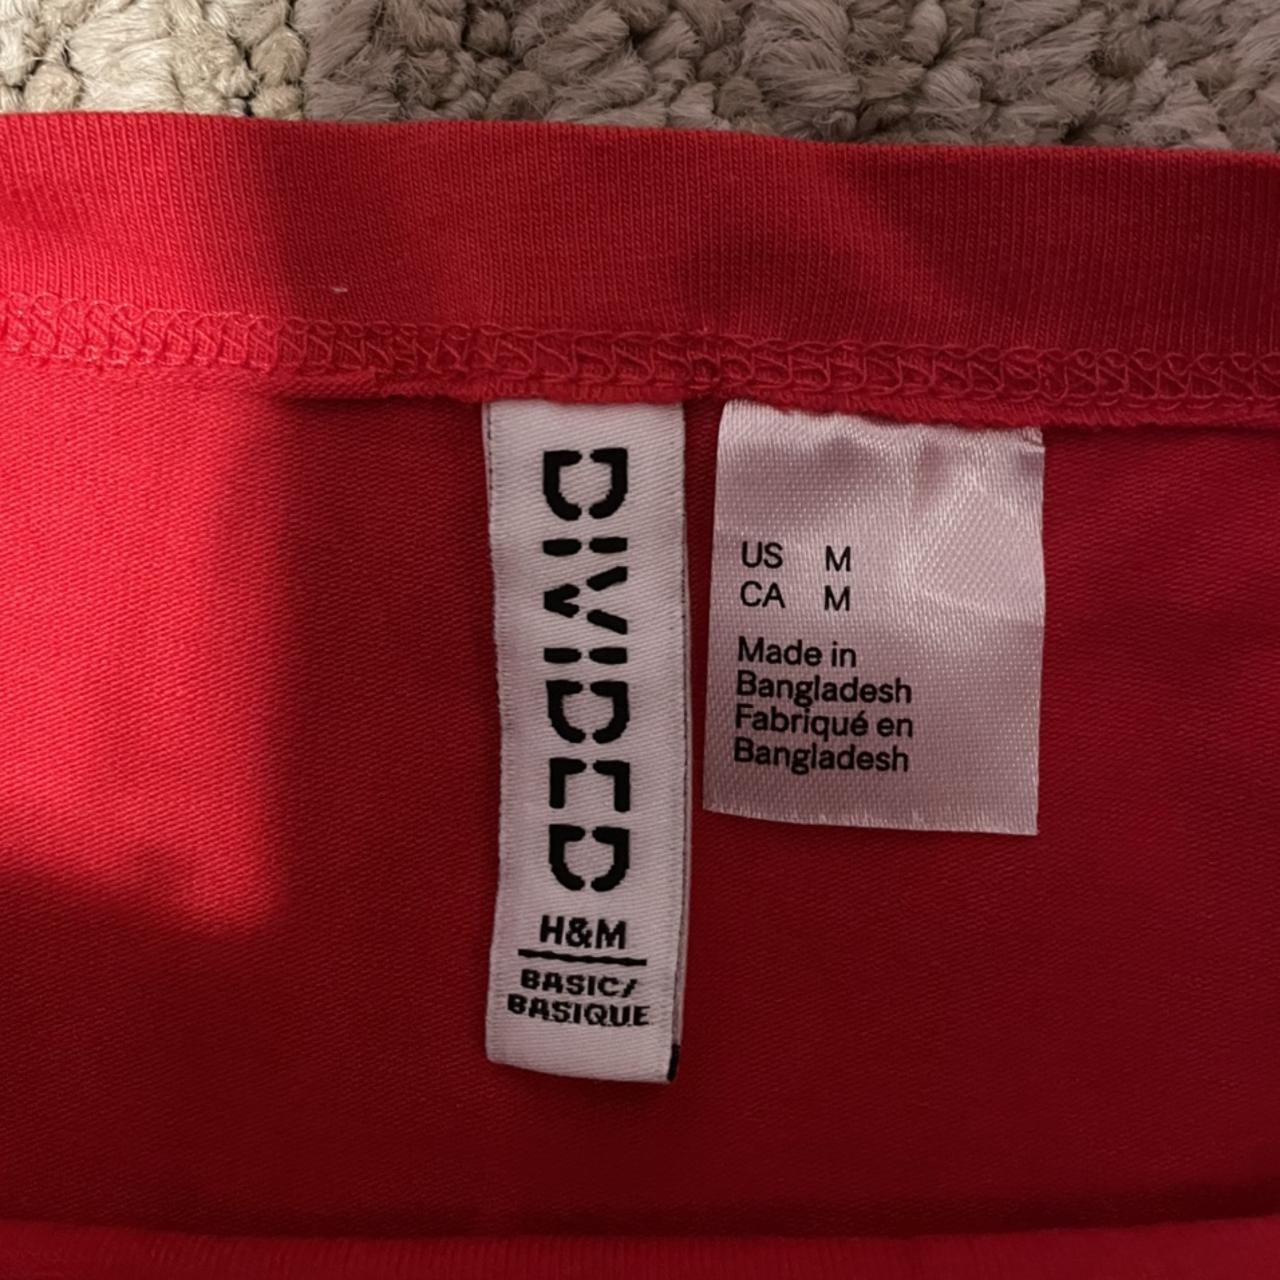 DIVIDED
H&M
BASIC/
BASIQUE
US M
CA M
Made in
Bangladesh
Fabriqué en
Bangladesh